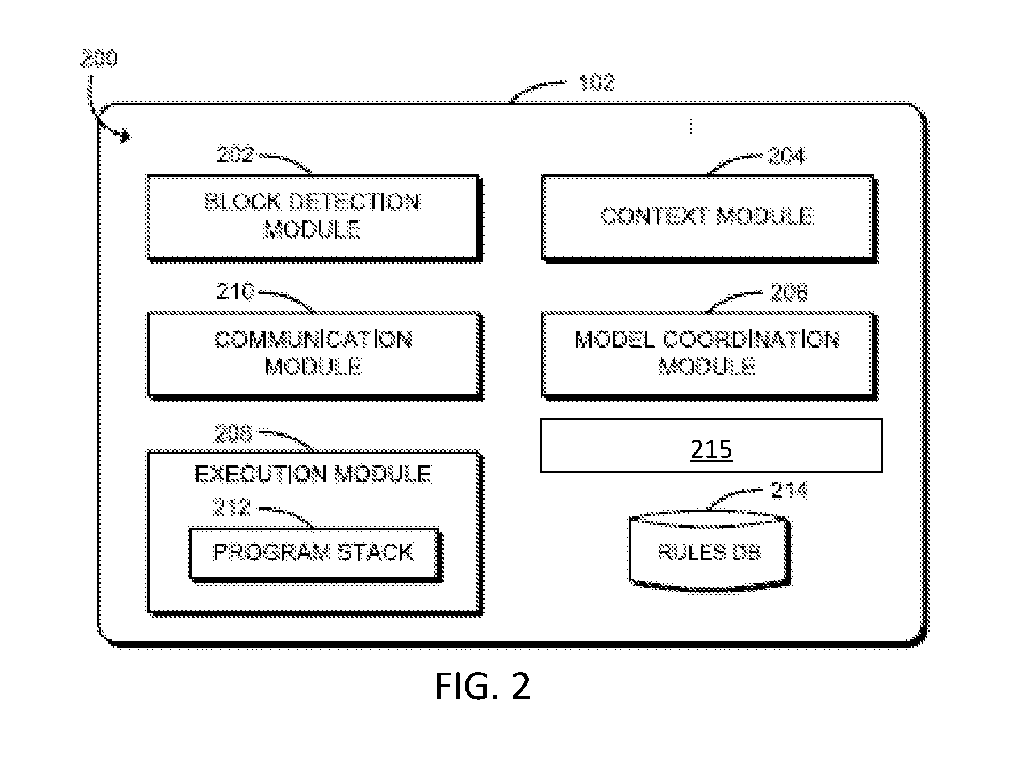 200
102
202
BLOCK DETECTION
MODULE
204
CONTEXT MODULE
210
COMMUNICATION
MODULE
206
MODEL COORDINATION
MODULE
208
EXECUTION MODULE
212
PROGRAM STACK
215
214
RULES DB
FIG. 2